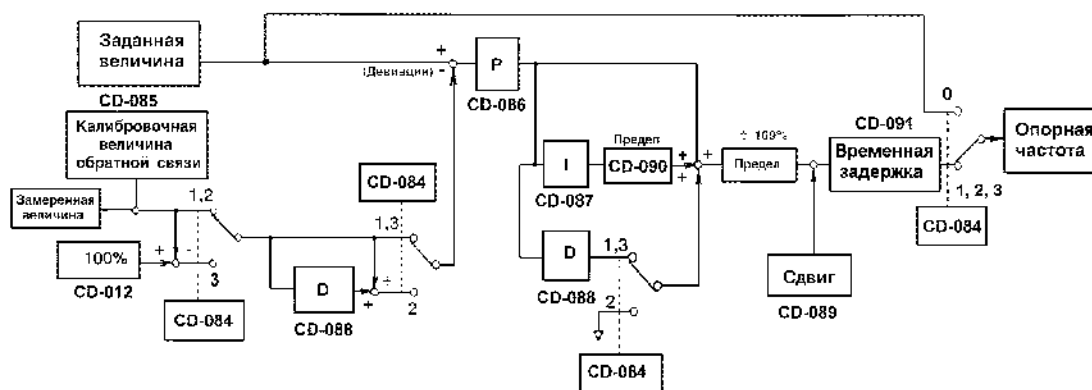 Заданная
величина
CD-085
Калибровочная
величина
обратной связи
Замеренная
величина
100%
CD-012
1,2
+
-
3
CD-084
D
CD-088
CD-084
1,3
+
+
2
+
(Девиации) -
P
CD-086
I
CD-087
Предел
CD-090
+
+
+
D
CD-088
1,3
2
CD-084
± 109%
Предел
CD-091
Временная
задержка
Сдвиг
CD-089
0
1, 2, 3
CD-084
Опорная
частота